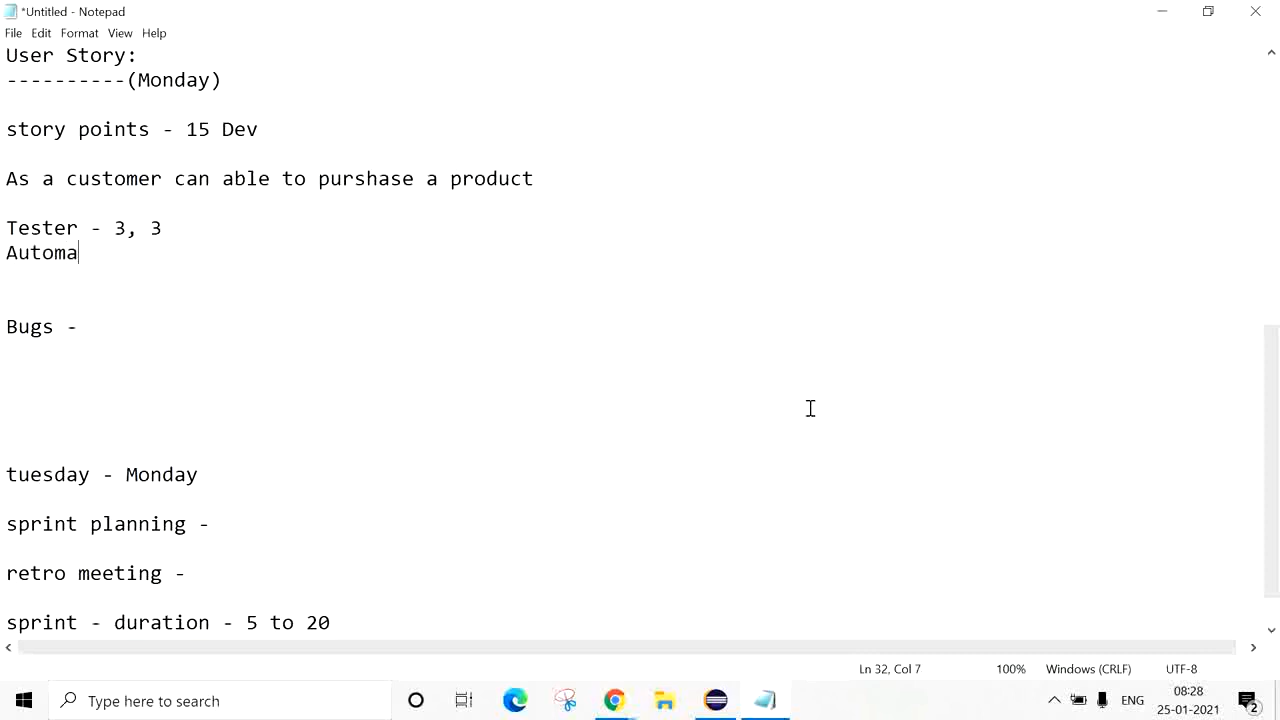 *Untitled - Notepad
File Edit Format View Help
User Story:
----------(Monday)
story points - 15 Dev
As a customer can able to purshase a product
Tester - 3, 3
Automa
Bugs -
tuesday - Monday
sprint planning -
retro meeting -
sprint - duration - 5 to 20
Ln 32, Col 7 100% Windows (CRLF) UTF-8
Type here to search
ENG
08:28
25-01-2021
2